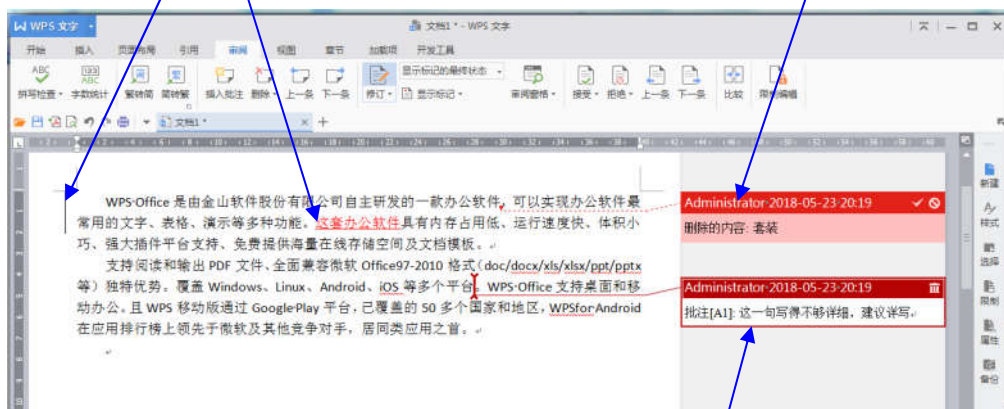 WPS 文字
文档1 * - WPS 文字
开始 插入 页面布局 引用 审阅 视图 章节 加载项 开发工具
ABC 显示标记的最终状态
拼写检查 字数统计 繁转简 简转繁 插入批注 删除 上一条 下一条 修订 显示标记 审阅窗格 接受 拒绝 上一条 下一条 比较 限制编辑
文档1 *
新建
样式
选择
限制
属性
备份
WPS·Office 是由金山软件股份有限公司自主研发的一款办公软件,可以实现办公软件最
常用的文字、表格、演示等多种功能。这套办公软件具有内存占用低、运行速度快、体积小
巧、强大插件平台支持、免费提供海量在线存储空间及文档模板。
支持阅读和输出 PDF 文件、全面兼容微软 Office97-2010 格式(doc/docx/xls/xlsx/ppt/pptx
等)独特优势。覆盖 Windows、Linux、Android、iOS 等多个平台。WPS·Office 支持桌面和移
动办公。且 WPS 移动版通过 Google·Play 平台,已覆盖的 50 多个国家和地区,WPSfor·Android
在应用排行榜上领先于微软及其他竞争对手,居同类应用之首。
Administrator·2018-05-23·20:19
删除的内容: 套装
Administrator·2018-05-23·20:19
批注[A1]: 这一句写得不够详细,建议详写。